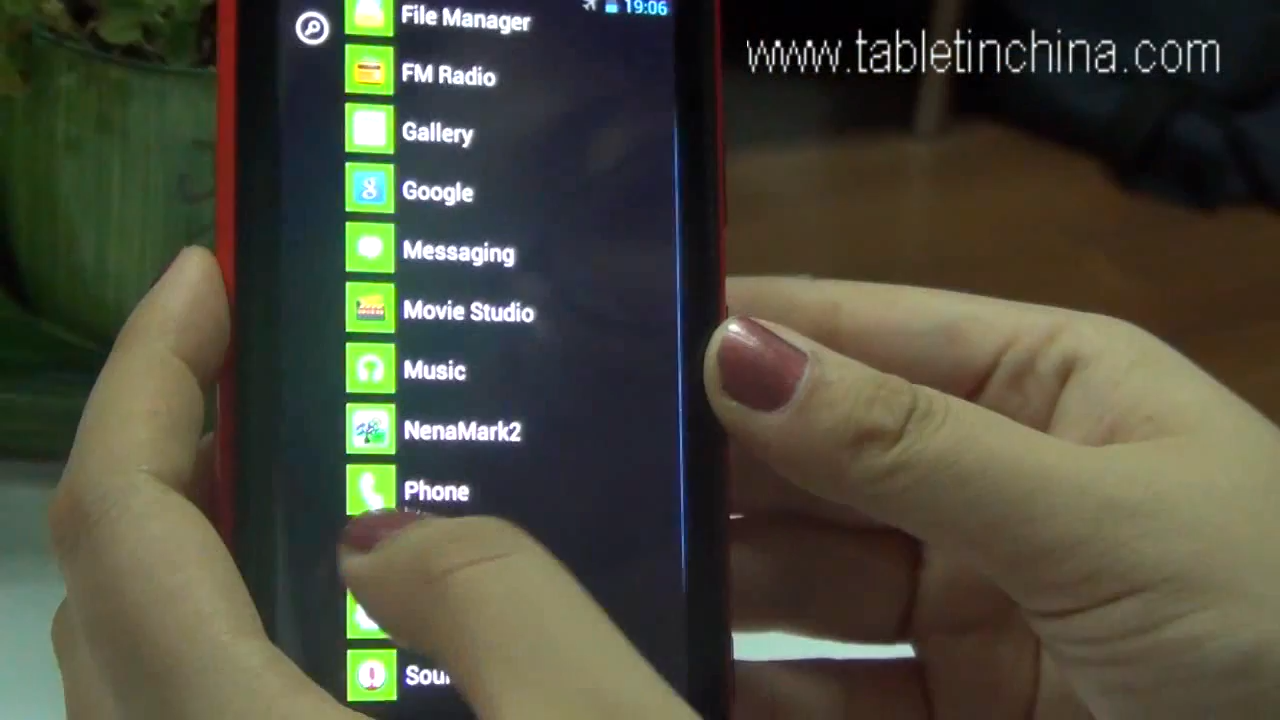 File Manager
19:06
www.tabletinchina.com
FM Radio
Gallery
Google
Messaging
Movie Studio
Music
NenaMark2
Phone